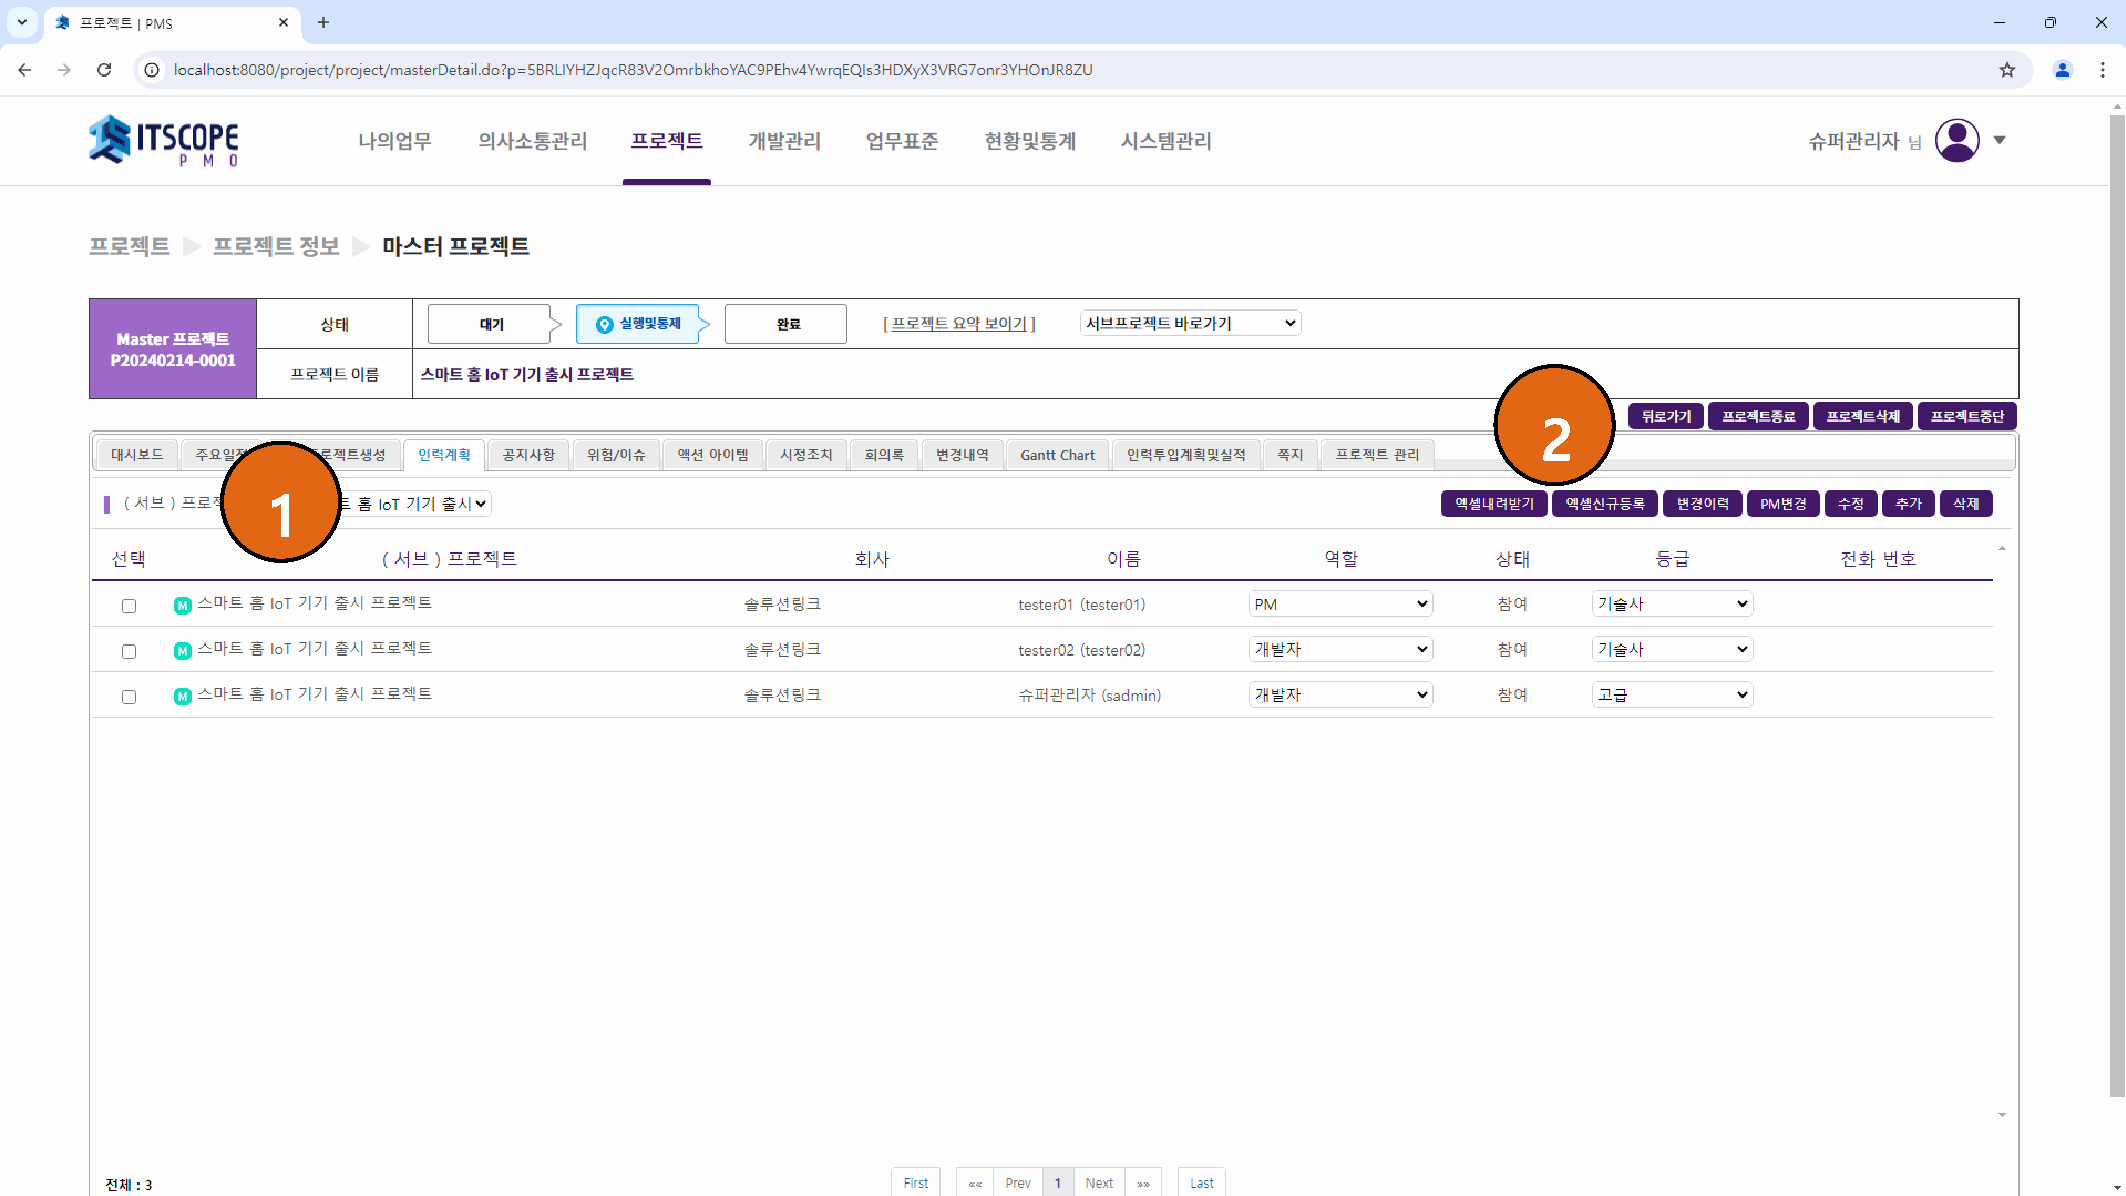 프로젝트 | PMS
localhost:8080/project/project/masterDetail.do?p=5BRLIYHZJqcR83V2OmrbkhoYAC9PEhv4YwrqEQIs3HDXyX3VRG7onr3YHOnJR8ZU
ITSCOPE
PMO
나의업무 의사소통관리 프로젝트 개발관리 업무표준 현황및통계 시스템관리 슈퍼관리자 님
프로젝트 프로젝트 정보 마스터 프로젝트
Master 프로젝트
P20240214-0001
상태 대기 실행및통제 완료 [ 프로젝트 요약 보이기 ] 서브프로젝트 바로가기
프로젝트 이름 스마트 홈 IoT 기기 출시 프로젝트
뒤로가기 프로젝트종료 프로젝트삭제 프로젝트중단
대시보드 주요일정 프로젝트생성 인력계획 공지사항 위험/이슈 액션 아이템 시정조치 회의록 변경내역 Gantt Chart 인력투입계획및실적 쪽지 프로젝트 관리
1
2
( 서브 ) 홈 IoT 기기 출시 엑셀내려받기 엑셀신규등록 변경이력 PM변경 수정 추가 삭제
선택 ( 서브 ) 프로젝트 회사 이름 역할 상태 등급 전화 번호
M 스마트 홈 IoT 기기 출시 프로젝트 솔루션링크 tester01 (tester01) PM 참여 기술사
M 스마트 홈 IoT 기기 출시 프로젝트 솔루션링크 tester02 (tester02) 개발자 참여 기술사
M 스마트 홈 IoT 기기 출시 프로젝트 솔루션링크 슈퍼관리자 (sadmin) 개발자 참여 고급
전체 : 3
First «« Prev 1 Next »» Last